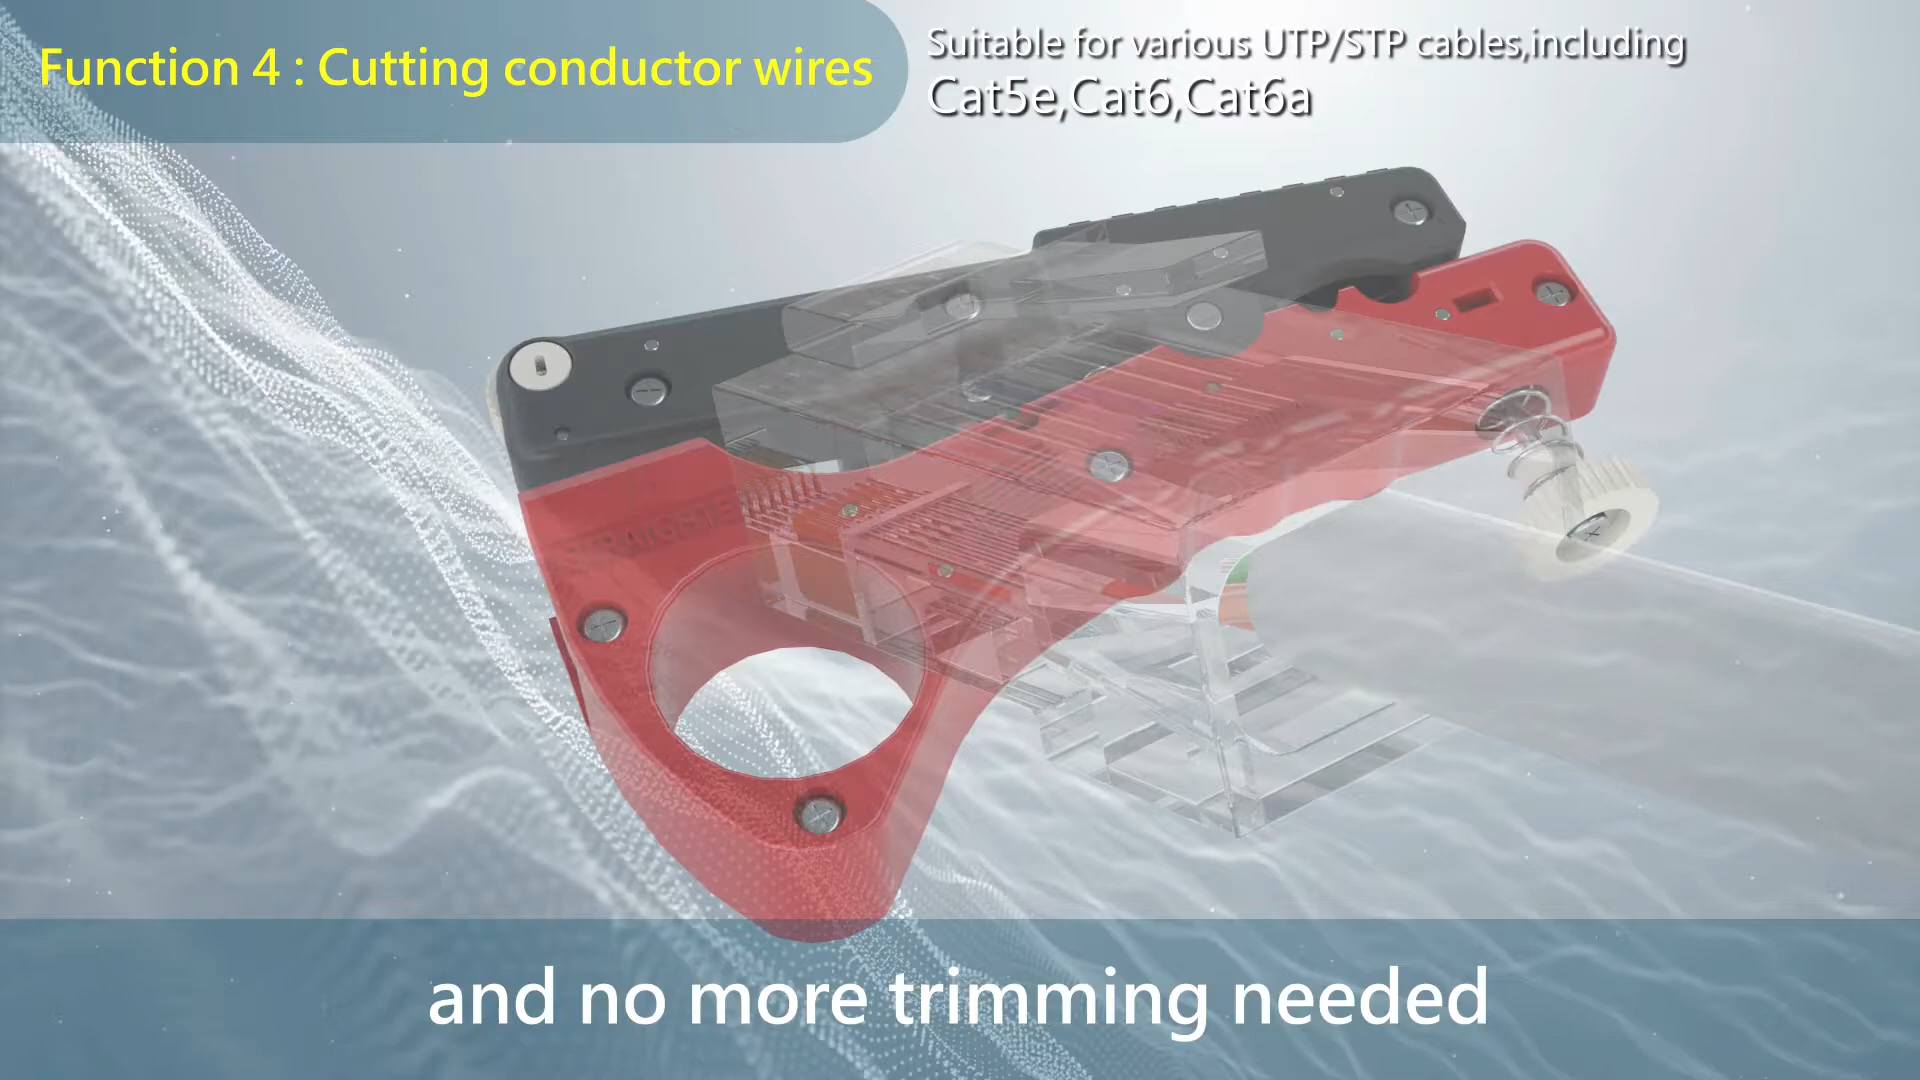 Function 4 : Cutting conductor wires
Suitable for various UTP/STP cables,including
Cat5e,Cat6,Cat6a
and no more trimming needed